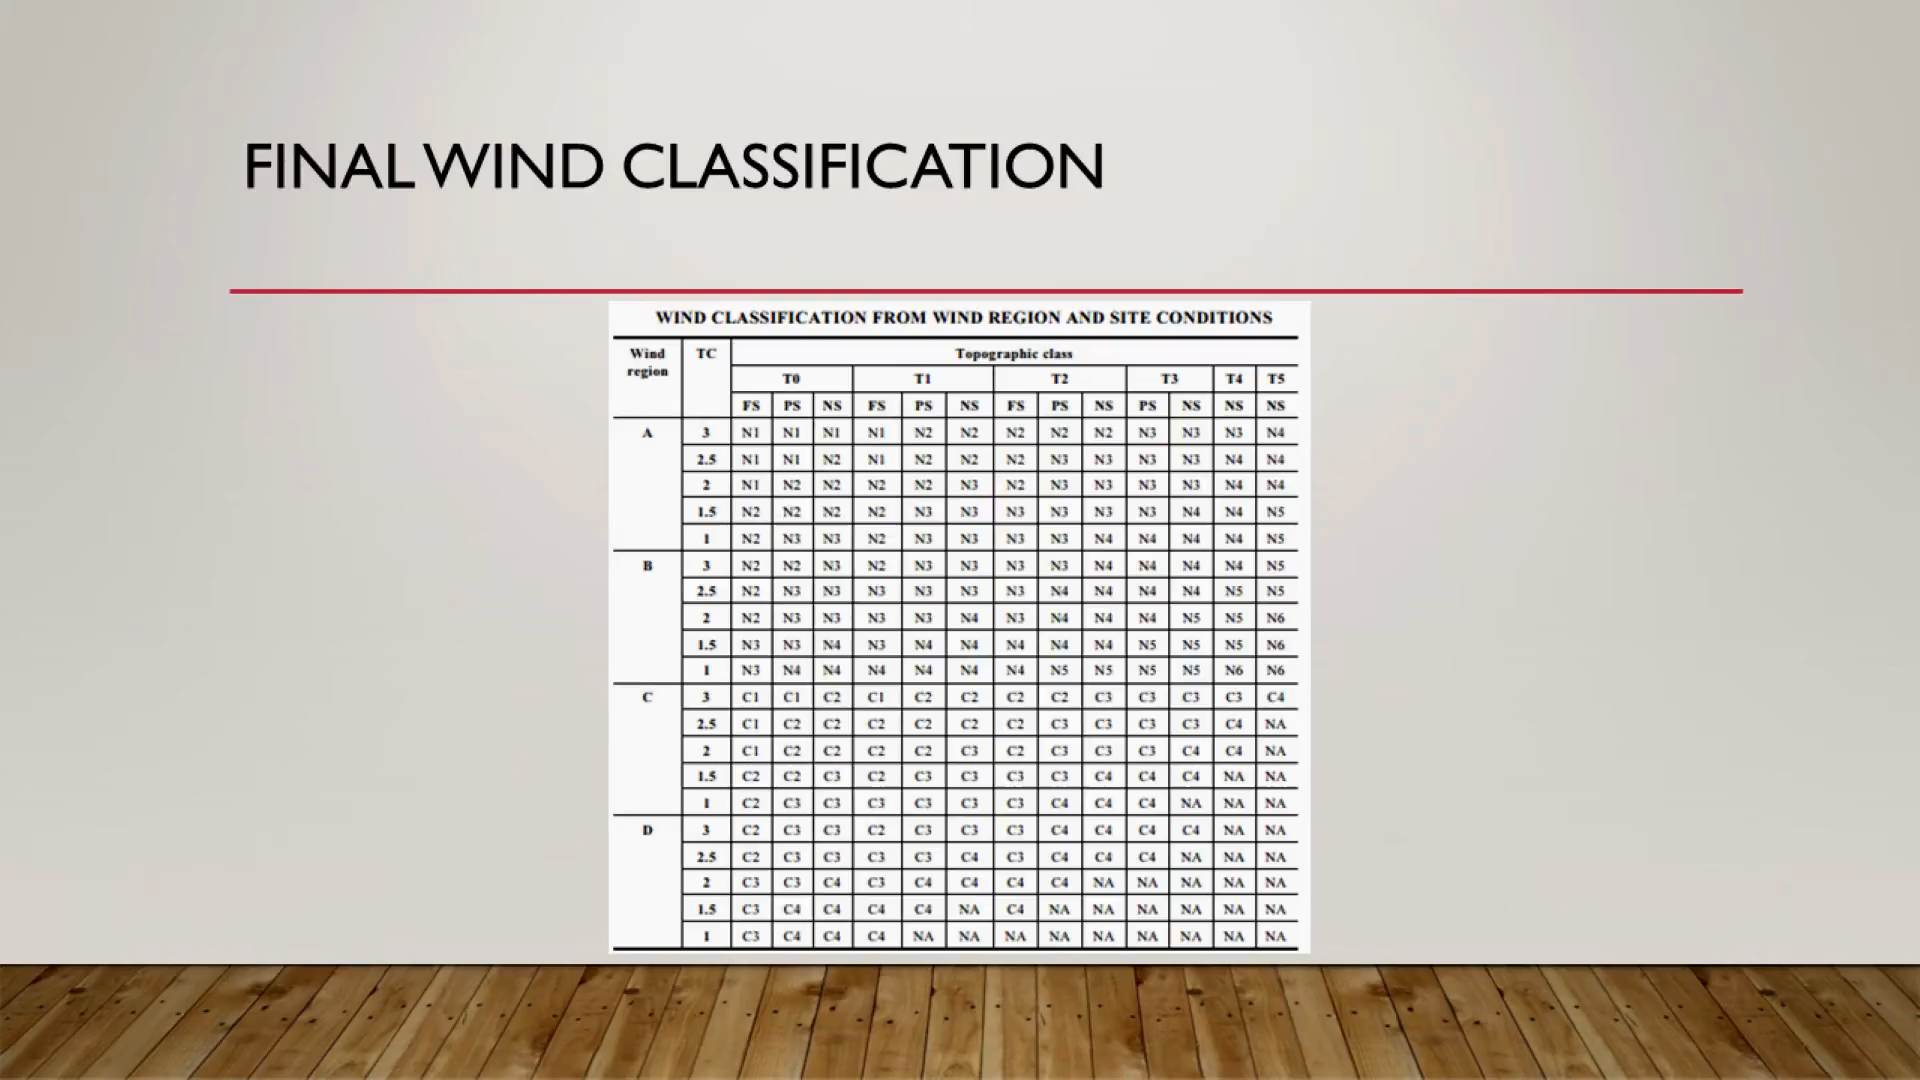 FINAL WIND CLASSIFICATION
WIND CLASSIFICATION FROM WIND REGION AND SITE CONDITIONS
Wind region TC Topographic class
T0 T1 T2 T3 T4 T5
FS PS NS FS PS NS FS PS NS PS NS NS NS
A 3 N1 N1 N1 N1 N2 N2 N2 N2 N2 N3 N3 N3 N4
2.5 N1 N1 N2 N1 N2 N2 N2 N3 N3 N3 N3 N4 N4
2 N1 N2 N2 N2 N2 N3 N2 N3 N3 N3 N3 N4 N4
1.5 N2 N2 N2 N2 N3 N3 N3 N3 N3 N3 N4 N4 N5
1 N2 N3 N3 N2 N3 N3 N3 N3 N4 N4 N4 N4 N5
B 3 N2 N2 N3 N2 N3 N3 N3 N3 N4 N4 N4 N4 N5
2.5 N2 N3 N3 N3 N3 N3 N3 N4 N4 N4 N4 N5 N5
2 N2 N3 N3 N3 N3 N4 N3 N4 N4 N4 N5 N5 N6
1.5 N3 N3 N4 N3 N4 N4 N4 N4 N4 N5 N5 N5 N6
1 N3 N4 N4 N4 N4 N4 N4 N5 N5 N5 N5 N6 N6
C 3 C1 C1 C2 C1 C2 C2 C2 C2 C3 C3 C3 C3 C4
2.5 C1 C2 C2 C2 C2 C2 C2 C3 C3 C3 C3 C4 NA
2 C1 C2 C2 C2 C2 C3 C2 C3 C3 C3 C4 C4 NA
1.5 C2 C2 C3 C2 C3 C3 C3 C3 C4 C4 C4 NA NA
1 C2 C3 C3 C3 C3 C3 C3 C4 C4 C4 NA NA NA
D 3 C2 C3 C3 C2 C3 C3 C3 C4 C4 C4 C4 NA NA
2.5 C2 C3 C3 C3 C3 C4 C3 C4 C4 C4 NA NA NA
2 C3 C3 C4 C3 C4 C4 C4 C4 NA NA NA NA NA
1.5 C3 C4 C4 C4 C4 NA C4 NA NA NA NA NA NA
1 C3 C4 C4 C4 NA NA NA NA NA NA NA NA NA